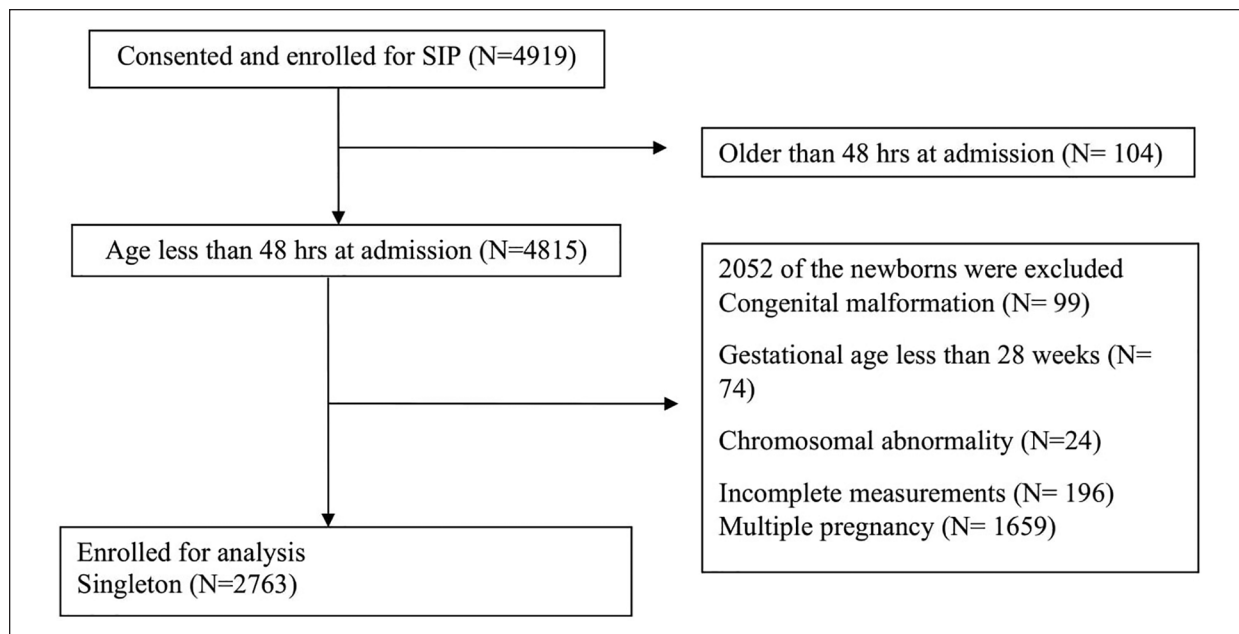 Consented and enrolled for SIP (N=4919)
Older than 48 hrs at admission (N= 104)
Age less than 48 hrs at admission (N=4815)
2052 of the newborns were excluded
Congenital malformation (N= 99)
Gestational age less than 28 weeks (N=
74)
Chromosomal abnormality (N=24)
Incomplete measurements (N= 196)
Multiple pregnancy (N= 1659)
Enrolled for analysis
Singleton (N=2763)